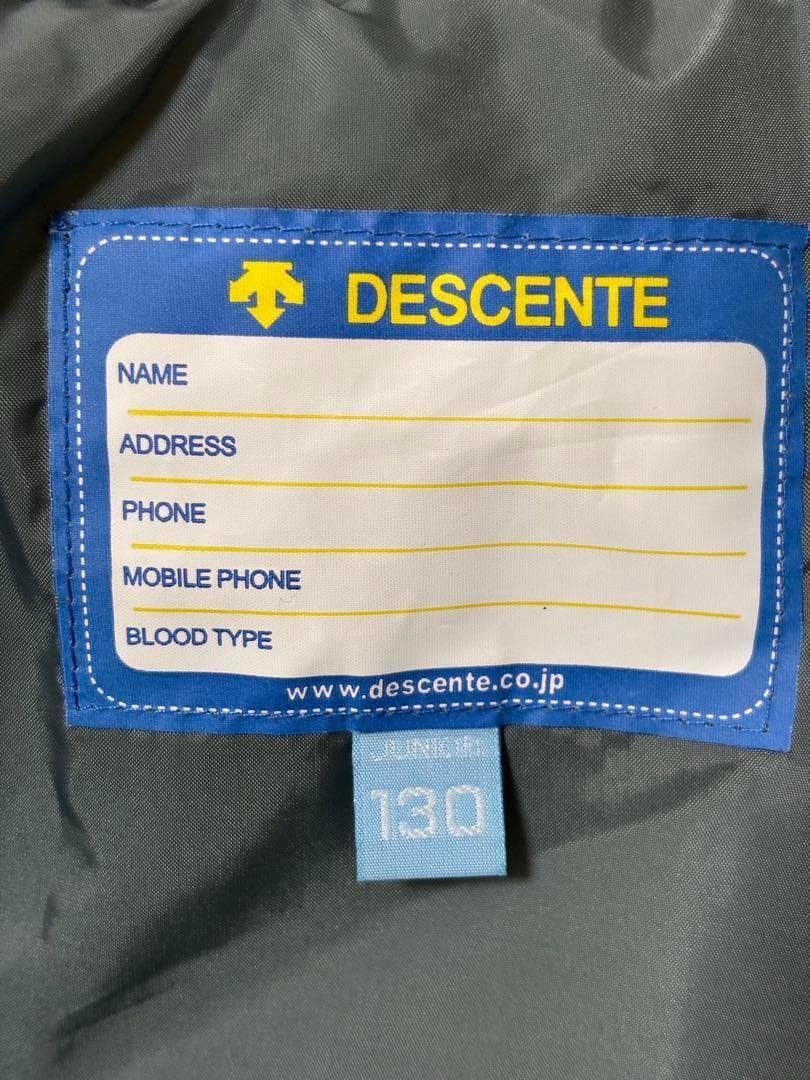 DESCENTE
NAME
ADDRESS
PHONE
MOBILE PHONE
BLOOD TYPE
www.descente.co.jp
JUNIOR
130